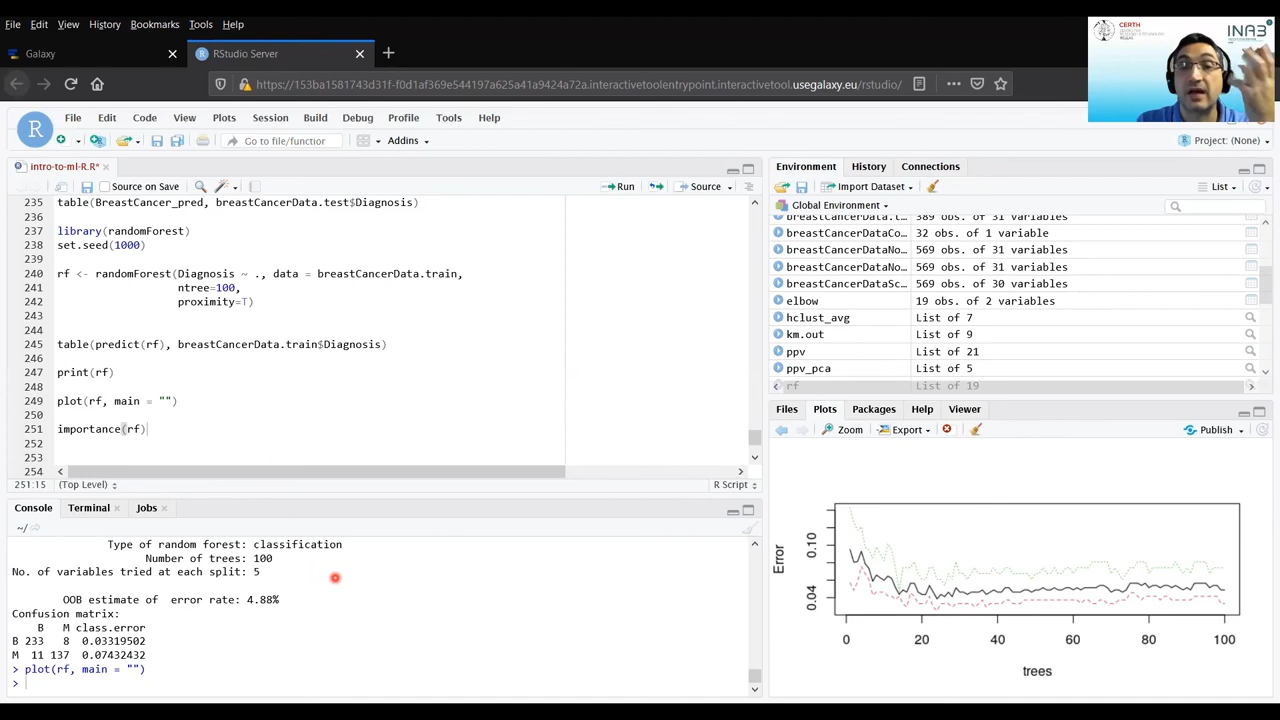 File Edit View History Bookmarks Tools Help
Galaxy
RStudio Server
https://153ba1581743d31f-f0d1af369e544197a625a41a9424a72a.interactivetoolentrypoint.interactivetool.usegalaxy.eu/rstudio/
CERTH
INAB
File Edit Code View Plots Session Build Debug Profile Tools Help
Go to file/function
Addins
Project: (None)
intro-to-ml-R.R*
Source on Save
Run
Source
235 table(BreastCancer_pred, breastCancerData.test$Diagnosis)
236
237 library(randomForest)
238 set.seed(1000)
239
240 rf <- randomForest(Diagnosis ~ ., data = breastCancerData.train,
241 ntree=100,
242 proximity=T)
243
244
245 table(predict(rf), breastCancerData.train$Diagnosis)
246
247 print(rf)
248
249 plot(rf, main = "")
250
251 importance(rf)
252
253
254
251:15 (Top Level) R Script
Console Terminal Jobs
~/
Type of random forest: classification
Number of trees: 100
No. of variables tried at each split: 5
OOB estimate of error rate: 4.88%
Confusion matrix:
B M class.error
B 233 8 0.03319502
M 11 137 0.07432432
> plot(rf, main = "")
>
Environment History Connections
Import Dataset
List
Global Environment
breastCancerData.t… 389 obs. of 31 variables
breastCancerDataCo… 32 obs. of 1 variable
breastCancerDataNo… 569 obs. of 31 variables
breastCancerDataNo… 569 obs. of 31 variables
breastCancerDataSc… 569 obs. of 30 variables
elbow 19 obs. of 2 variables
hclust_avg List of 7
km.out List of 9
ppv List of 21
ppv_pca List of 5
rf List of 19
Files Plots Packages Help Viewer
Zoom Export Publish
Error
0.10
0.04
0 20 40 60 80 100
trees